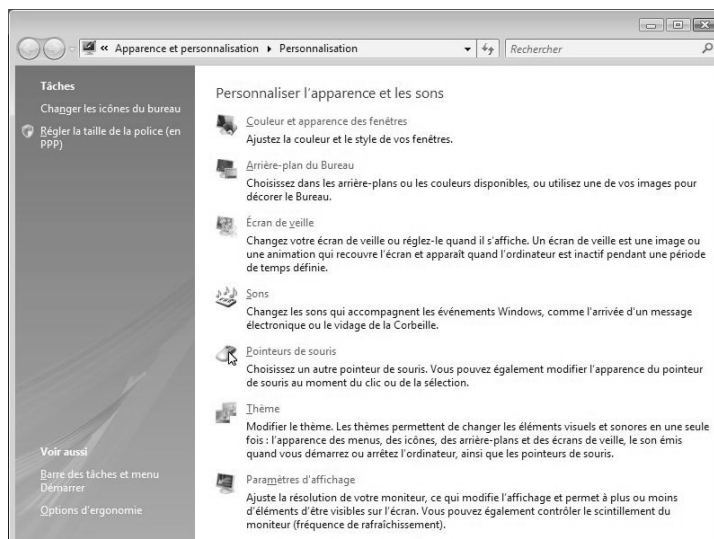 « Apparence et personnalisation ▸ Personnalisation
Rechercher
Tâches
Changer les icônes du bureau
Régler la taille de la police (en
PPP)
Voir aussi
Barre des tâches et menu
Démarrer
Options d'ergonomie
Personnaliser l'apparence et les sons
Couleur et apparence des fenêtres
Ajustez la couleur et le style de vos fenêtres.
Arrière-plan du Bureau
Choisissez dans les arrière-plans ou les couleurs disponibles, ou utilisez une de vos images pour
décorer le Bureau.
Écran de veille
Changez votre écran de veille ou réglez-le quand il s'affiche. Un écran de veille est une image ou
une animation qui recouvre l'écran et apparaît quand l'ordinateur est inactif pendant une période
de temps définie.
Sons
Changez les sons qui accompagnent les événements Windows, comme l'arrivée d'un message
électronique ou le vidage de la Corbeille.
Pointeurs de souris
Choisissez un autre pointeur de souris. Vous pouvez également modifier l'apparence du pointeur
de souris au moment du clic ou de la sélection.
Thème
Modifier le thème. Les thèmes permettent de changer les éléments visuels et sonores en une seule
fois : l'apparence des menus, des icônes, des arrière-plans et des écrans de veille, le son émis
quand vous démarrez ou arrêtez l'ordinateur, ainsi que les pointeurs de souris.
Paramètres d'affichage
Ajuste la résolution de votre moniteur, ce qui modifie l'affichage et permet à plus ou moins
d'éléments d'être visibles sur l'écran. Vous pouvez également contrôler le scintillement du
moniteur (fréquence de rafraîchissement).